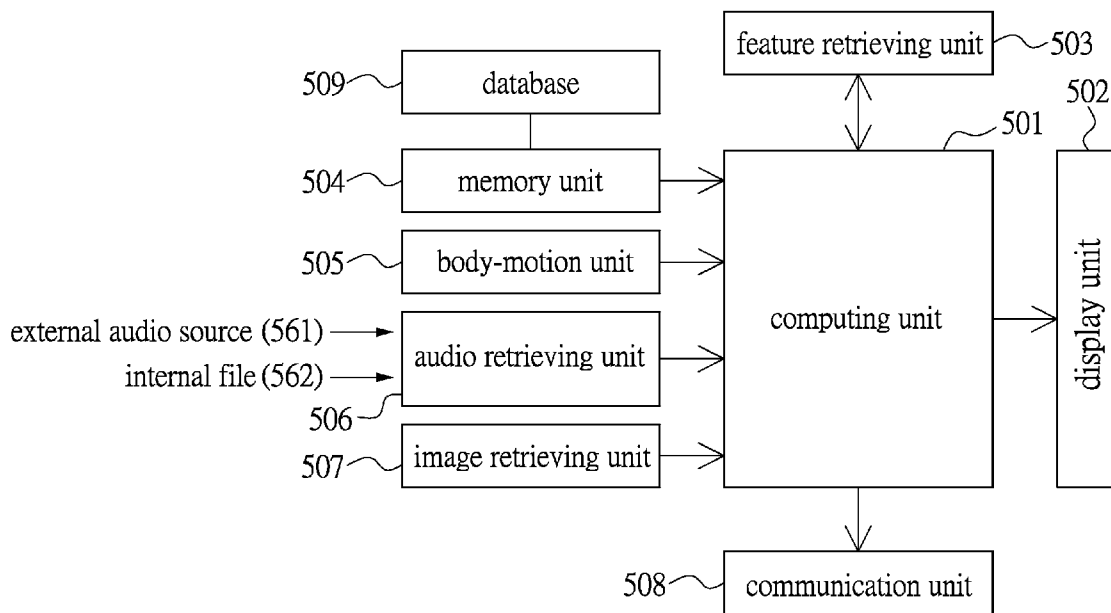 feature retrieving unit
503
509
database
501
502
504
memory unit
505
body-motion unit
external audio source (561)
audio retrieving unit
computing unit
display unit
internal file (562)
506
507
image retrieving unit
508
communication unit